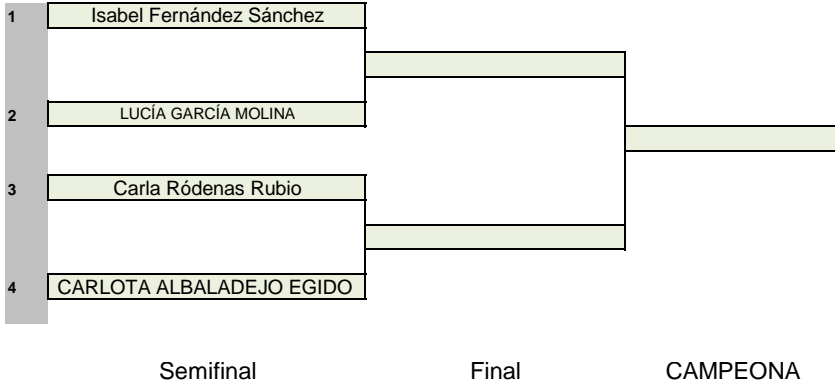 1 Isabel Fernández Sánchez
2 LUCÍA GARCÍA MOLINA
3 Carla Ródenas Rubio
4 CARLOTA ALBALADEJO EGIDO
Semifinal Final CAMPEONA